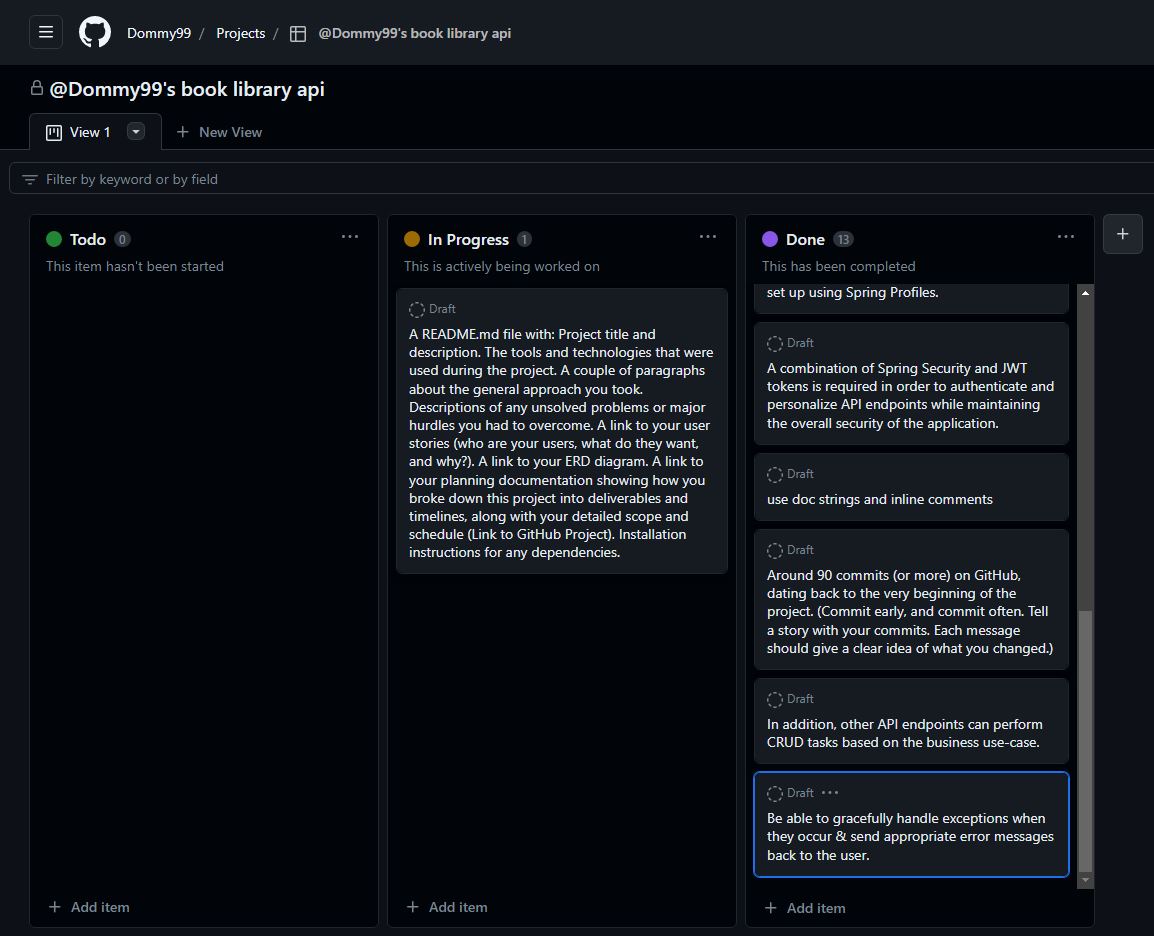 Dommy99 / Projects / @Dommy99's book library api
@Dommy99's book library api
View 1
New View
Filter by keyword or by field
Todo 0
This item hasn't been started
Add item
In Progress 1
This is actively being worked on
Draft
A README.md file with: Project title and
description. The tools and technologies that were
used during the project. A couple of paragraphs
about the general approach you took.
Descriptions of any unsolved problems or major
hurdles you had to overcome. A link to your user
stories (who are your users, what do they want,
and why?). A link to your ERD diagram. A link to
your planning documentation showing how you
broke down this project into deliverables and
timelines, along with your detailed scope and
schedule (Link to GitHub Project). Installation
instructions for any dependencies.
Add item
Done 13
This has been completed
set up using Spring Profiles.
Draft
A combination of Spring Security and JWT
tokens is required in order to authenticate and
personalize API endpoints while maintaining
the overall security of the application.
Draft
use doc strings and inline comments
Draft
Around 90 commits (or more) on GitHub,
dating back to the very beginning of the
project. (Commit early, and commit often. Tell
a story with your commits. Each message
should give a clear idea of what you changed.)
Draft
In addition, other API endpoints can perform
CRUD tasks based on the business use-case.
Draft
Be able to gracefully handle exceptions when
they occur & send appropriate error messages
back to the user.
Add item